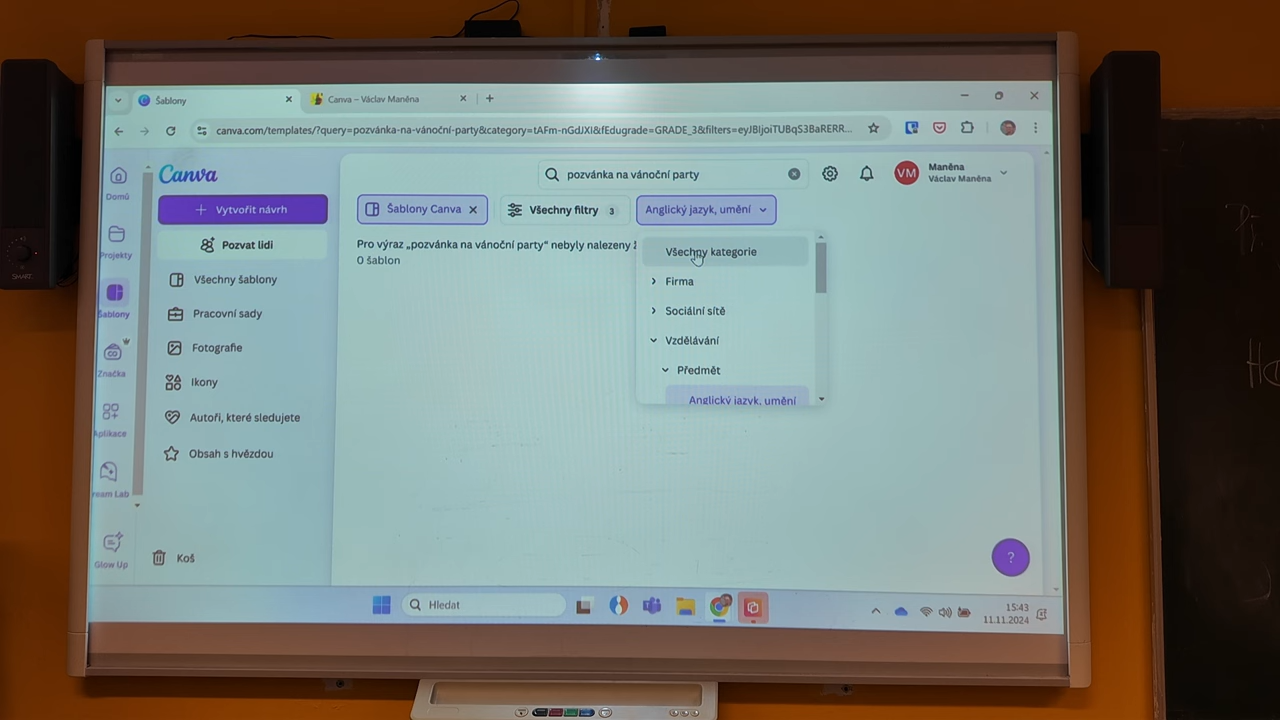 Šablony
Canva – Václav Maněna
canva.com/templates/?query=pozvánka-na-vánoční-party&category=tAFm-nGdJXI&fEdugrade=GRADE_3&filters=eyJBIjoiTUBqS3BaRERR...
Domů
Projekty
Šablony
Značka
Aplikace
ream Lab
Glow Up
Canva
Vytvořit návrh
Pozvat lidi
Všechny šablony
Pracovní sady
Fotografie
Ikony
Autoři, které sledujete
Obsah s hvězdou
Koš
pozvánka na vánoční party
VM
Maněna
Václav Maněna
Šablony Canva
Všechny filtry 3
Anglický jazyk, umění
Pro výraz „pozvánka na vánoční party“ nebyly nalezeny
0 šablon
Všechny kategorie
Firma
Sociální sítě
Vzdělávání
Předmět
Anglický jazyk, umění
?
Hledat
15:43
11.11.2024
SMART